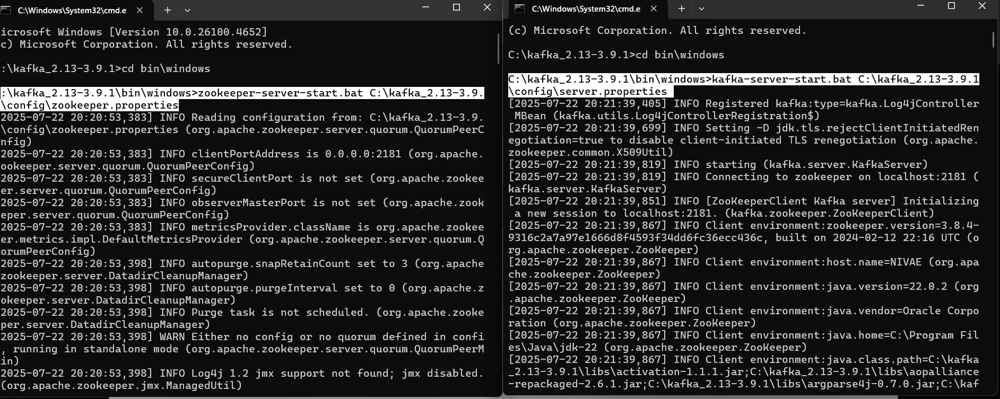 C:\Windows\System32\cmd.e
icrosoft Windows [Version 10.0.26100.4652]
c) Microsoft Corporation. All rights reserved.
:\kafka_2.13-3.9.1>cd bin\windows
:\kafka_2.13-3.9.1\bin\windows>zookeeper-server-start.bat C:\kafka_2.13-3.9.
\config\zookeeper.properties
2025-07-22 20:20:53,383] INFO Reading configuration from: C:\kafka_2.13-3.9.
\config\zookeeper.properties (org.apache.zookeeper.server.quorum.QuorumPeerC
nfig)
2025-07-22 20:20:53,383] INFO clientPortAddress is 0.0.0.0:2181 (org.apache.
ookeeper.server.quorum.QuorumPeerConfig)
2025-07-22 20:20:53,383] INFO secureClientPort is not set (org.apache.zookee
er.server.quorum.QuorumPeerConfig)
2025-07-22 20:20:53,383] INFO observerMasterPort is not set (org.apache.zook
eper.server.quorum.QuorumPeerConfig)
2025-07-22 20:20:53,383] INFO metricsProvider.className is org.apache.zookee
er.metrics.impl.DefaultMetricsProvider (org.apache.zookeeper.server.quorum.Q
orumPeerConfig)
2025-07-22 20:20:53,398] INFO autopurge.snapRetainCount set to 3 (org.apache
zookeeper.server.DatadirCleanupManager)
2025-07-22 20:20:53,398] INFO autopurge.purgeInterval set to 0 (org.apache.z
okeeper.server.DatadirCleanupManager)
2025-07-22 20:20:53,398] INFO Purge task is not scheduled. (org.apache.zooke
per.server.DatadirCleanupManager)
2025-07-22 20:20:53,398] WARN Either no config or no quorum defined in confi
, running in standalone mode (org.apache.zookeeper.server.quorum.QuorumPeerM
in)
2025-07-22 20:20:53,398] INFO Log4j 1.2 jmx support not found; jmx disabled.
(org.apache.zookeeper.jmx.ManagedUtil)
C:\Windows\System32\cmd.e
(c) Microsoft Corporation. All rights reserved.
C:\kafka_2.13-3.9.1>cd bin\windows
C:\kafka_2.13-3.9.1\bin\windows>kafka-server-start.bat C:\kafka_2.13-3.9.1
\config\server.properties
[2025-07-22 20:21:39,405] INFO Registered kafka:type=kafka.Log4jController
MBean (kafka.utils.Log4jControllerRegistration$)
[2025-07-22 20:21:39,699] INFO Setting -D jdk.tls.rejectClientInitiatedRen
egotiation=true to disable client-initiated TLS renegotiation (org.apache.
zookeeper.common.X509Util)
[2025-07-22 20:21:39,819] INFO starting (kafka.server.KafkaServer)
[2025-07-22 20:21:39,819] INFO Connecting to zookeeper on localhost:2181 (
kafka.server.KafkaServer)
[2025-07-22 20:21:39,851] INFO [ZooKeeperClient Kafka server] Initializing
a new session to localhost:2181. (kafka.zookeeper.ZooKeeperClient)
[2025-07-22 20:21:39,867] INFO Client environment:zookeeper.version=3.8.4-
9316c2a7a97e1666d8f4593f34dd6fc36ecc436c, built on 2024-02-12 22:16 UTC (o
rg.apache.zookeeper.ZooKeeper)
[2025-07-22 20:21:39,867] INFO Client environment:host.name=NIVAE (org.apa
che.zookeeper.ZooKeeper)
[2025-07-22 20:21:39,867] INFO Client environment:java.version=22.0.2 (org
.apache.zookeeper.ZooKeeper)
[2025-07-22 20:21:39,867] INFO Client environment:java.vendor=Oracle Corpo
ration (org.apache.zookeeper.ZooKeeper)
[2025-07-22 20:21:39,867] INFO Client environment:java.home=C:\Program Fil
es\Java\jdk-22 (org.apache.zookeeper.ZooKeeper)
[2025-07-22 20:21:39,867] INFO Client environment:java.class.path=C:\kafka
_2.13-3.9.1\libs\activation-1.1.1.jar;C:\kafka_2.13-3.9.1\libs\aopalliance
-repackaged-2.6.1.jar;C:\kafka_2.13-3.9.1\libs\argparse4j-0.7.0.jar;C:\kaf